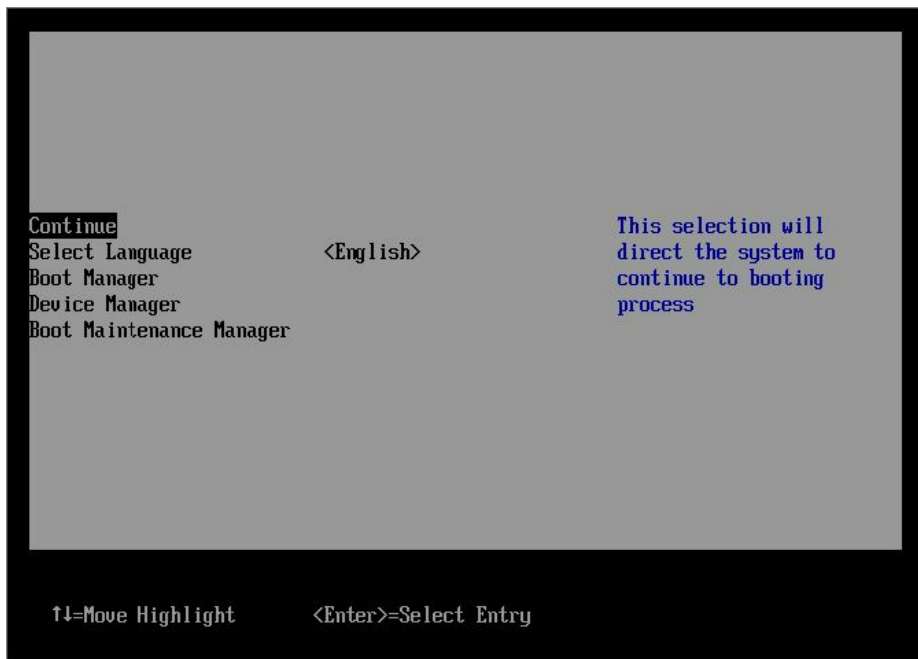 Continue
Select Language <English>
Boot Manager
Device Manager
Boot Maintenance Manager
This selection will
direct the system to
continue to booting
process
↑↓=Move Highlight <Enter>=Select Entry